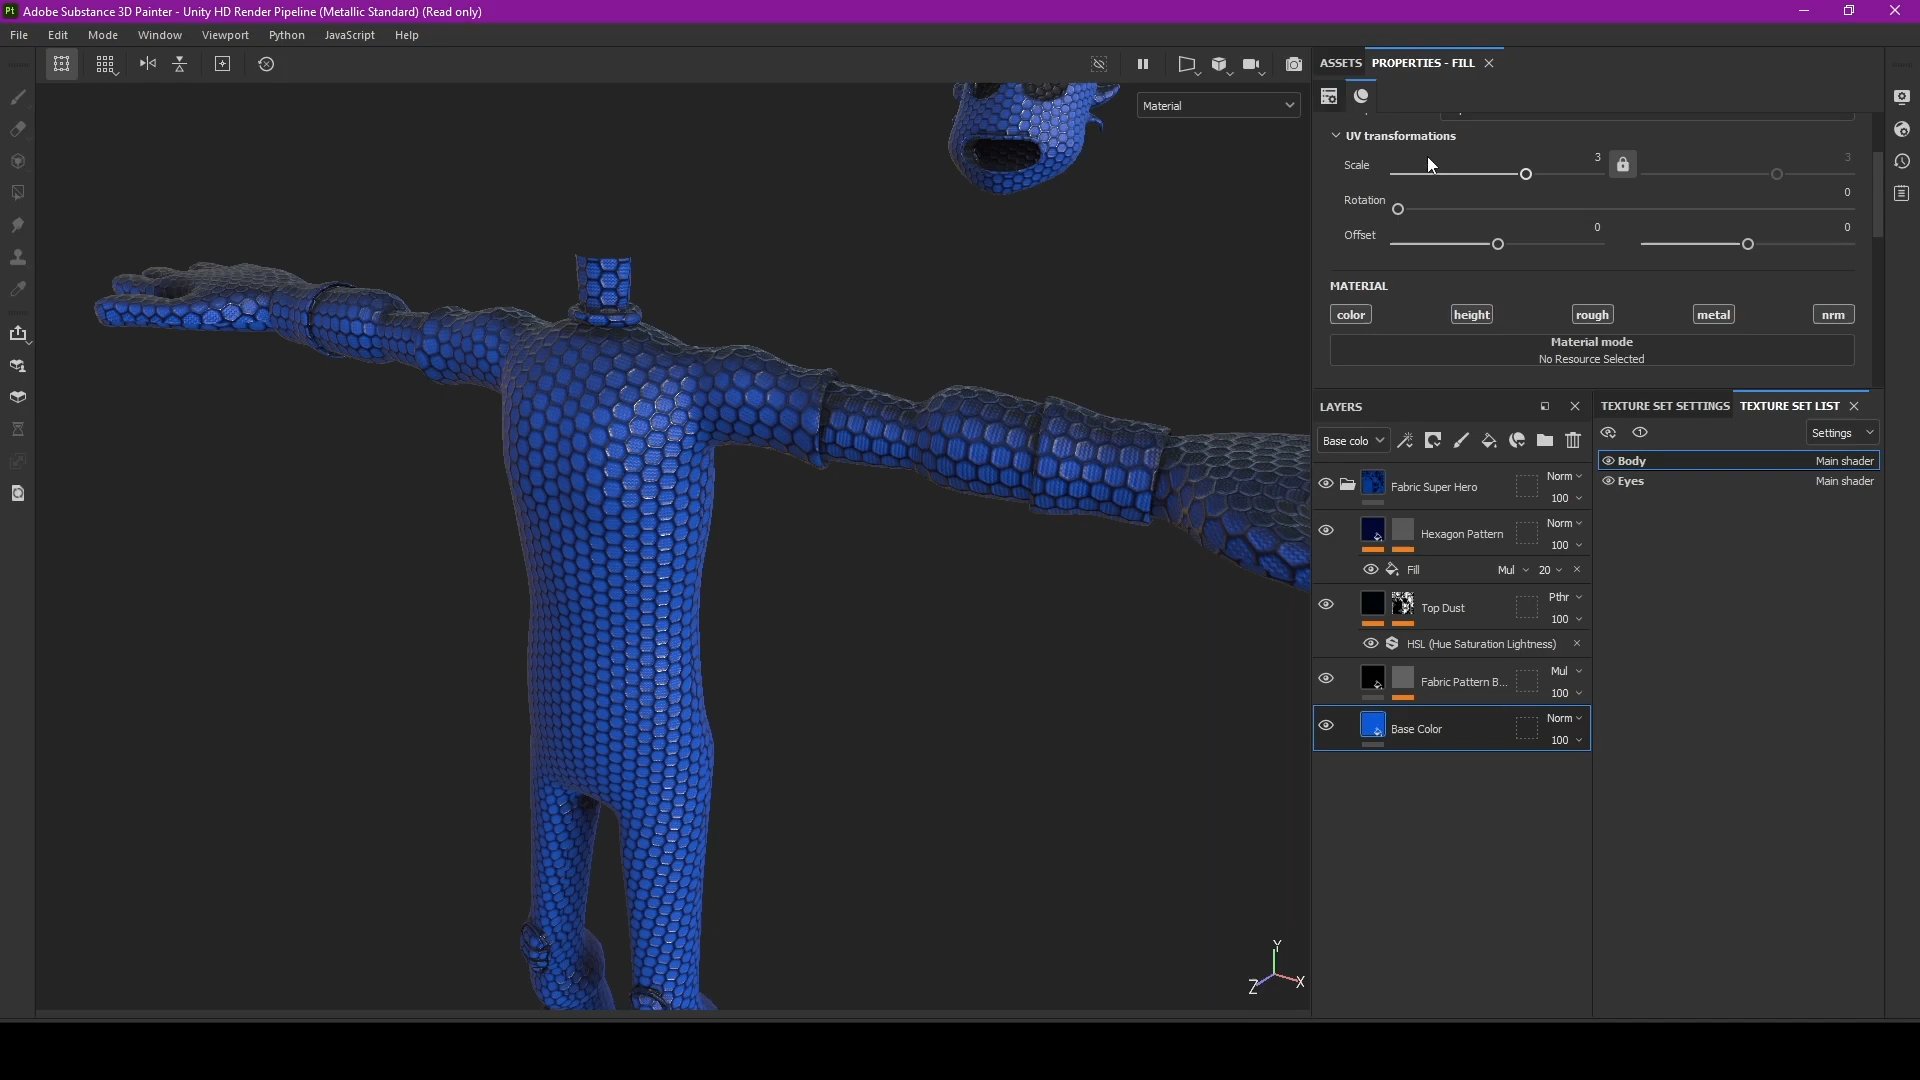 Pt Adobe Substance 3D Painter - Unity HD Render Pipeline (Metallic Standard) (Read only)
File Edit Mode Window Viewport Python JavaScript Help
ASSETS PROPERTIES - FILL
Material
UV transformations
Scale 3 3
Rotation 0
Offset 0 0
MATERIAL
color height rough metal nrm
Material mode
No Resource Selected
LAYERS
TEXTURE SET SETTINGS TEXTURE SET LIST
Base colo
Settings
Body Main shader
Eyes Main shader
Fabric Super Hero Norm
100
Hexagon Pattern Norm
100
Fill Mul 20
Top Dust Pthr
100
HSL (Hue Saturation Lightness)
Fabric Pattern B... Mul
100
Base Color Norm
100
Y
Z X